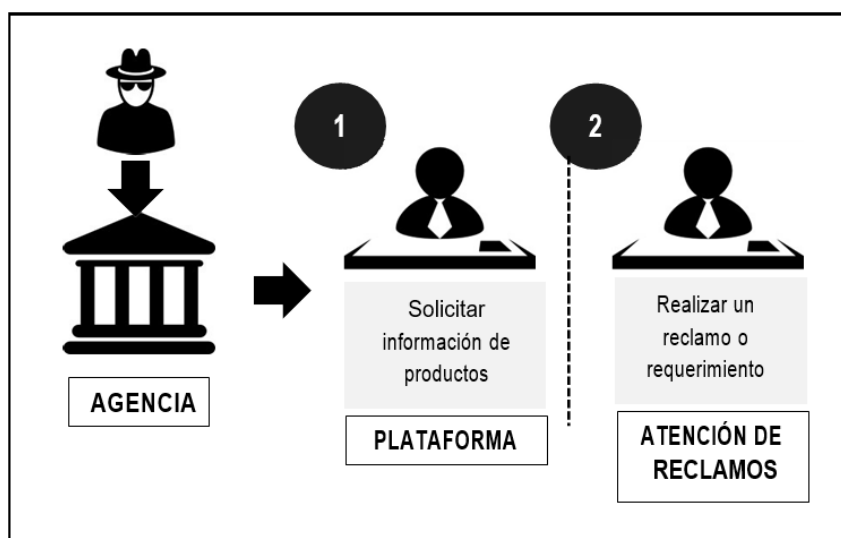 1
2
Solicitar
información de
productos
Realizar un
reclamo o
requerimiento
AGENCIA
PLATAFORMA
ATENCIÓN DE
RECLAMOS